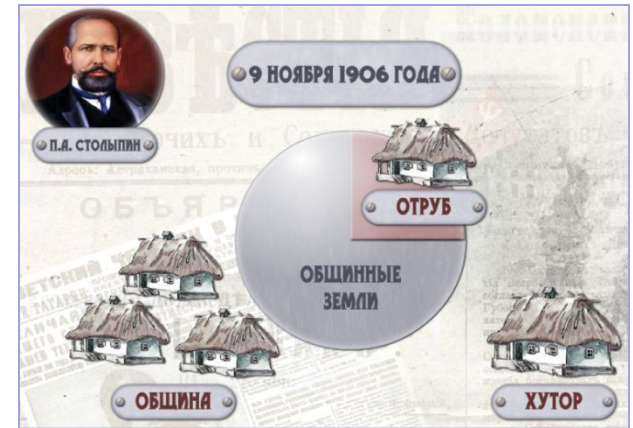 9 НОЯБРЯ 1906 ГОДА
П.А. СТОЛЫПИН
ОТРУБ
ОБЩИННЫЕ
ЗЕМЛИ
ОБЩИНА
ХУТОР